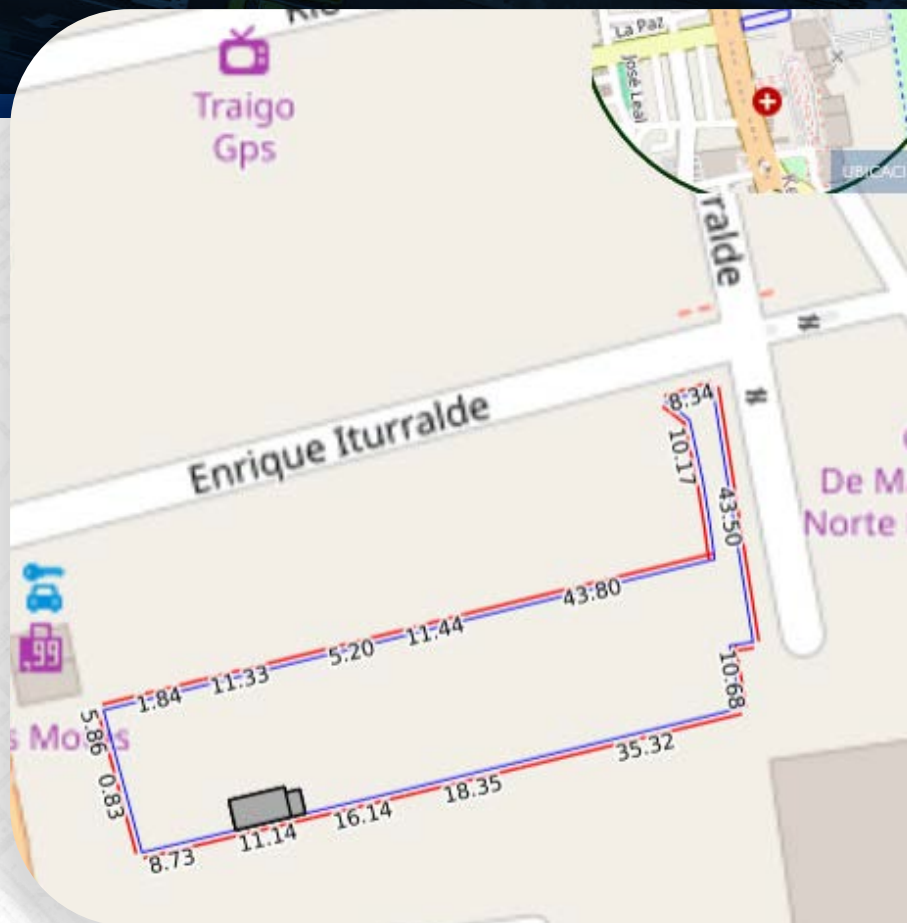 La Paz
José Leal
UBICACI
Traigo
Gps
rralde
Enrique Iturralde
8.34
10.17
43.50
De M
Norte
43.80
11.44
5.20
11.33
1.84
5.86
0.83
10.68
35.32
18.35
16.14
11.14
8.73
.99
s Mo s